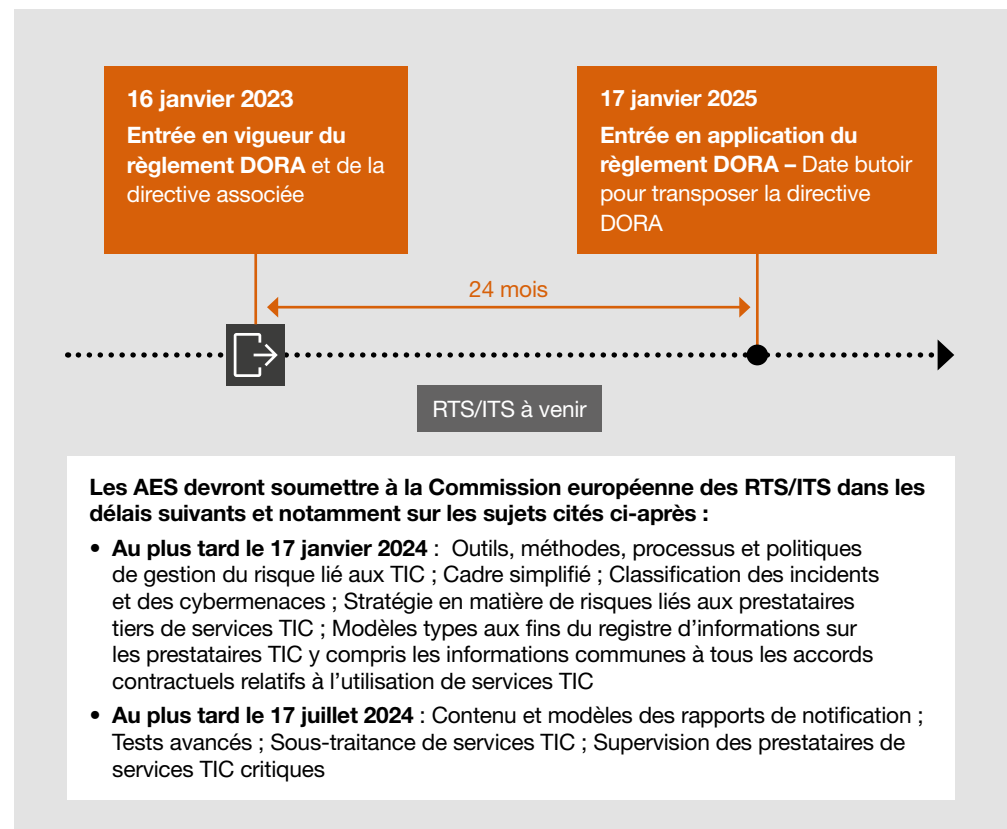 16 janvier 2023
Entrée en vigueur du
règlement DORA et de la
directive associée
17 janvier 2025
Entrée en application du
règlement DORA – Date butoir
pour transposer la directive
DORA
24 mois
RTS/ITS à venir
Les AES devront soumettre à la Commission européenne des RTS/ITS dans les
délais suivants et notamment sur les sujets cités ci-après :
• Au plus tard le 17 janvier 2024 : Outils, méthodes, processus et politiques
de gestion du risque lié aux TIC ; Cadre simplifié ; Classification des incidents
et des cybermenaces ; Stratégie en matière de risques liés aux prestataires
tiers de services TIC ; Modèles types aux fins du registre d’informations sur
les prestataires TIC y compris les informations communes à tous les accords
contractuels relatifs à l’utilisation de services TIC
• Au plus tard le 17 juillet 2024 : Contenu et modèles des rapports de notification ;
Tests avancés ; Sous-traitance de services TIC ; Supervision des prestataires de
services TIC critiques